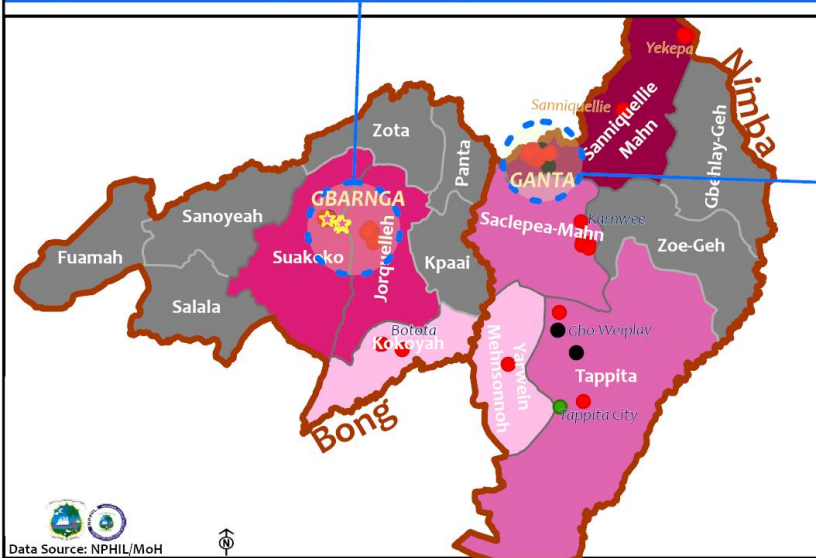 Yekepa
Nimba
Sanniquellie
Sanniquellie
Mahn
Gbehlay-Geh
Zota
Panta
GBARNGA
GANTA
Sanoyeah
Saclepea-Mahn
Karnwee
Fuamah
Suakoko
Jorquelleh
Kpaai
Zoe-Geh
Salala
Botota
Kokoyah
Gbo-Weiplay
Yarwein
Mehnsonnoh
Tappita
Tappita City
Bong
NPHIL
N
Data Source: NPHIL/MoH